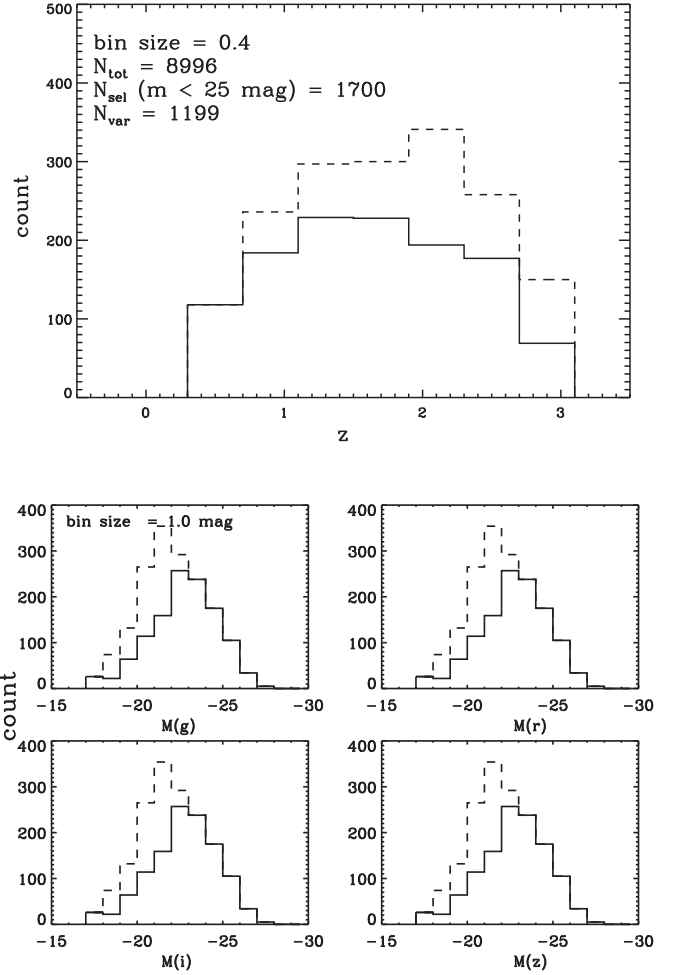 500
bin size = 0.4
N_tot = 8996
400
N_sel (m < 25 mag) = 1700
N_var = 1199
300
count
200
100
0
0 1 2 3
z
400 400
bin size = 1.0 mag
300 300
200 200
100 100
0 0
-15 -20 -25 -30 -15 -20 -25 -30
M(g) M(r)
count
400 400
300 300
200 200
100 100
0 0
-15 -20 -25 -30 -15 -20 -25 -30
M(i) M(z)